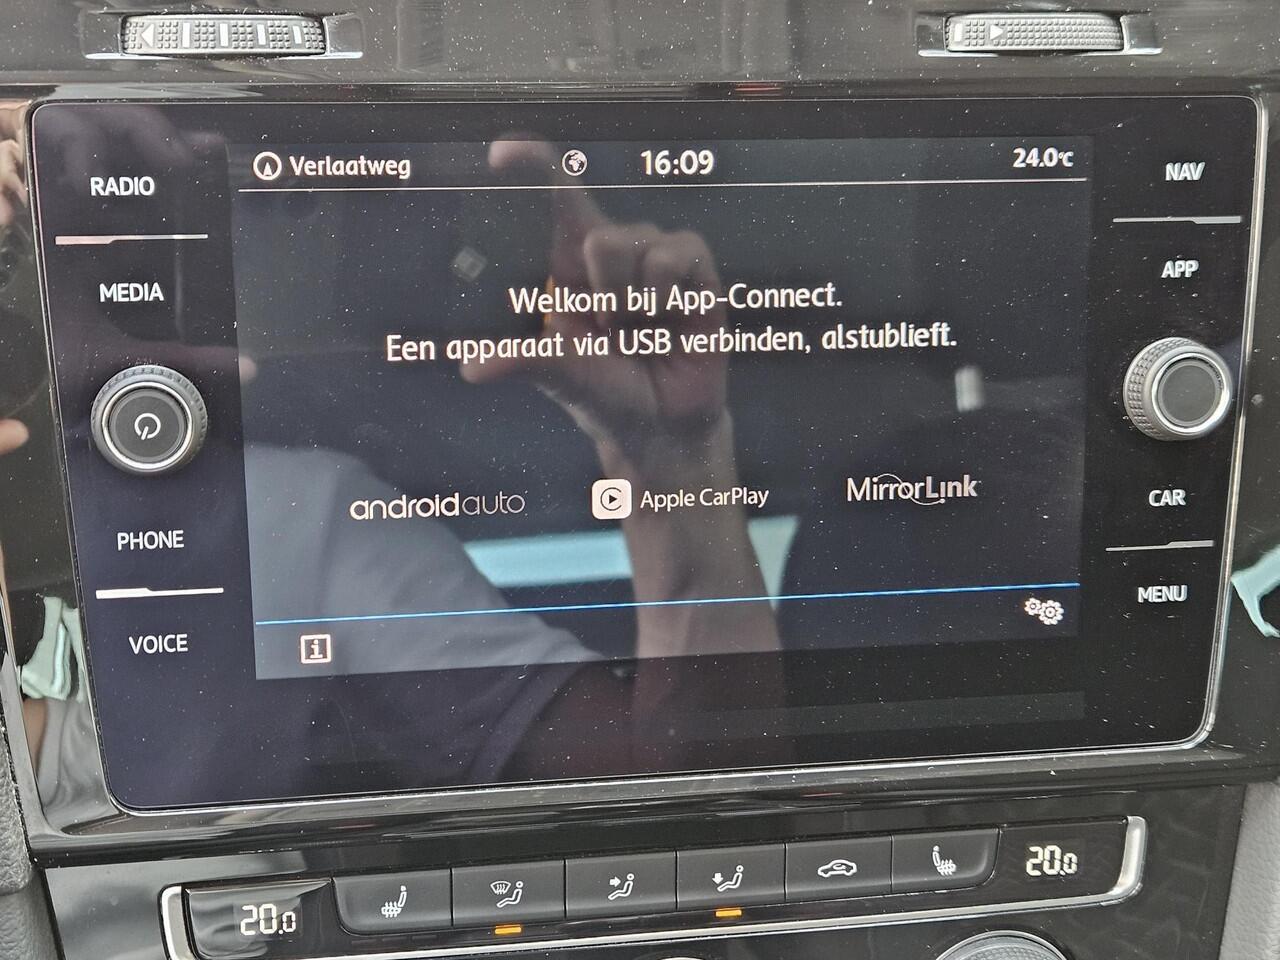 Verlaatweg 16:09 24.0°C
RADIO
MEDIA
PHONE
VOICE
Welkom bij App-Connect.
Een apparaat via USB verbinden, alstublieft.
androidauto Apple CarPlay MirrorLink
i
NAV
APP
CAR
MENU
20.0 20.0